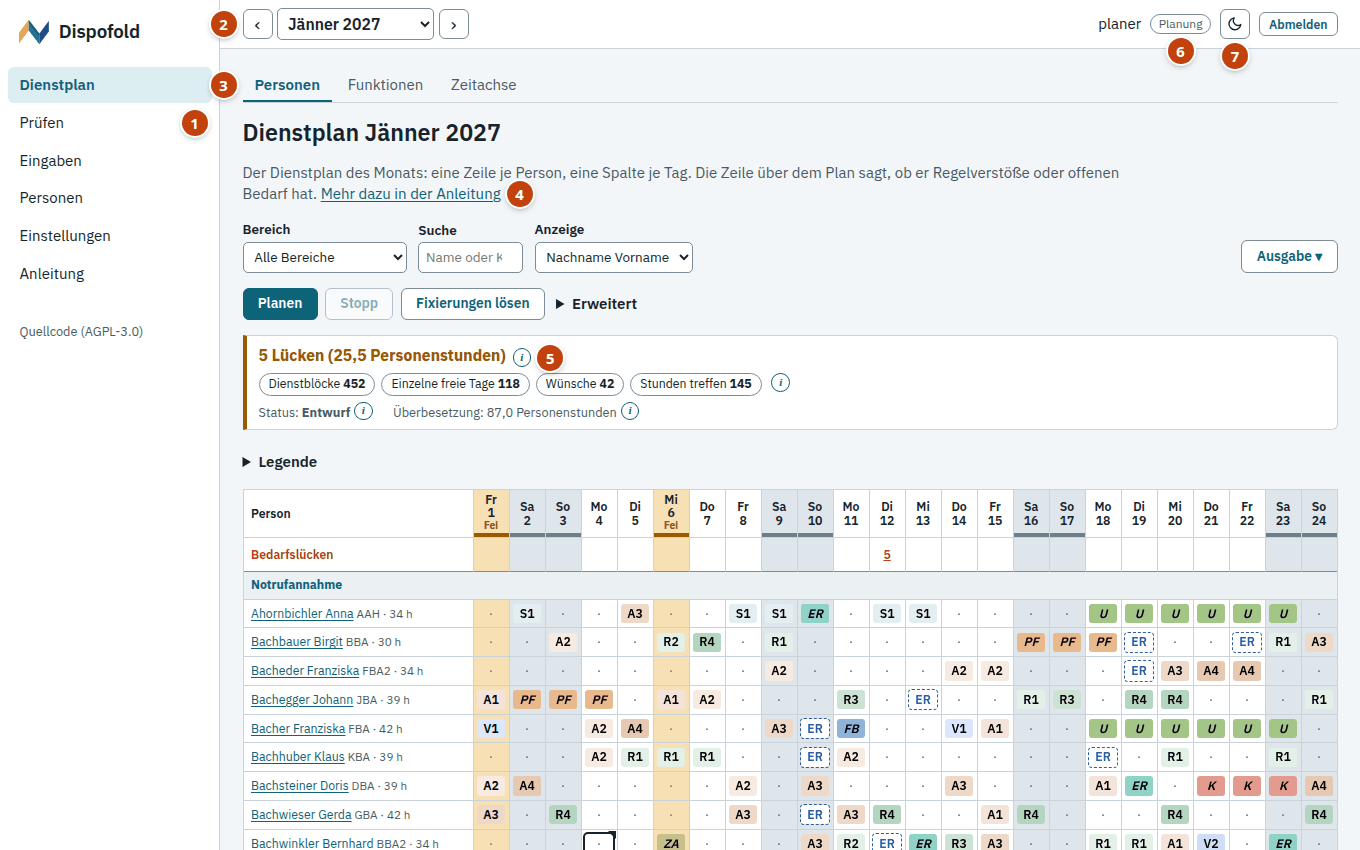 Dispofold
2 ‹ Jänner 2027 › planer Planung Abmelden
6 7
Dienstplan 3
Prüfen 1
Eingaben
Personen
Einstellungen
Anleitung
Quellcode (AGPL-3.0)
Personen Funktionen Zeitachse
Dienstplan Jänner 2027
Der Dienstplan des Monats: eine Zeile je Person, eine Spalte je Tag. Die Zeile über dem Plan sagt, ob er Regelverstöße oder offenen
Bedarf hat. Mehr dazu in der Anleitung 4
Bereich Suche Anzeige
Alle Bereiche Name oder K Nachname Vorname Ausgabe ▾
Planen Stopp Fixierungen lösen ▶ Erweitert
5 Lücken (25,5 Personenstunden) i 5
Dienstblöcke 452 Einzelne freie Tage 118 Wünsche 42 Stunden treffen 145 i
Status: Entwurf i Überbesetzung: 87,0 Personenstunden i
▶ Legende
Person Fr 1 Fel Sa 2 So 3 Mo 4 Di 5 Mi 6 Fel Do 7 Fr 8 Sa 9 So 10 Mo 11 Di 12 Mi 13 Do 14 Fr 15 Sa 16 So 17 Mo 18 Di 19 Mi 20 Do 21 Fr 22 Sa 23 So 24
Bedarfslücken 5
Notrufannahme
Ahornbichler Anna AAH · 34 h · S1 · · A3 · · S1 S1 ER · S1 S1 · · · · U U U U U U ·
Bachbauer Birgit BBA · 30 h · · A2 · · R2 R4 · R1 · · · · · · PF PF PF ER · · ER R1 A3
Bacheder Franziska FBA2 · 34 h · · · · · · · · A2 · · · · A2 A2 · · · ER A3 A4 A4 · ·
Bachegger Johann JBA · 39 h A1 PF PF PF · A1 A2 · · · R3 · ER · · R1 R3 · R4 R4 · · · R1
Bacher Franziska FBA · 42 h V1 · · A2 A4 · · · A3 ER FB · · V1 A1 · · U U U U U U ·
Bachhuber Klaus KBA · 39 h · · · A2 R1 R1 R1 · · ER A2 · · · · · · ER · R1 · · R1 ·
Bachsteiner Doris DBA · 39 h A2 A4 · · · · · A2 · A3 · · · A3 · · · A1 ER · K K K A4
Bachwieser Gerda GBA · 42 h A3 · R4 · · · · A3 · ER A3 R4 · · A1 R4 · · · R4 · · · R4
Bachwinkler Bernhard BBA2 · 34 h · · · · · ZA · · · A3 R2 ER ER R3 A3 · · R1 R1 A1 V2 · ER ·